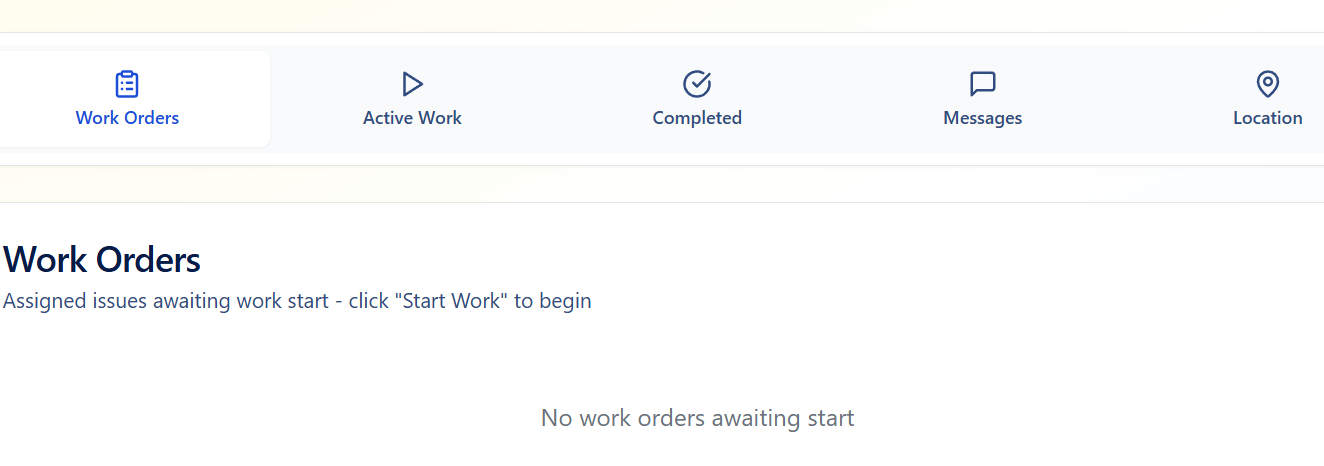 Work Orders
Active Work
Completed
Messages
Location
Work Orders
Assigned issues awaiting work start - click "Start Work" to begin
No work orders awaiting start